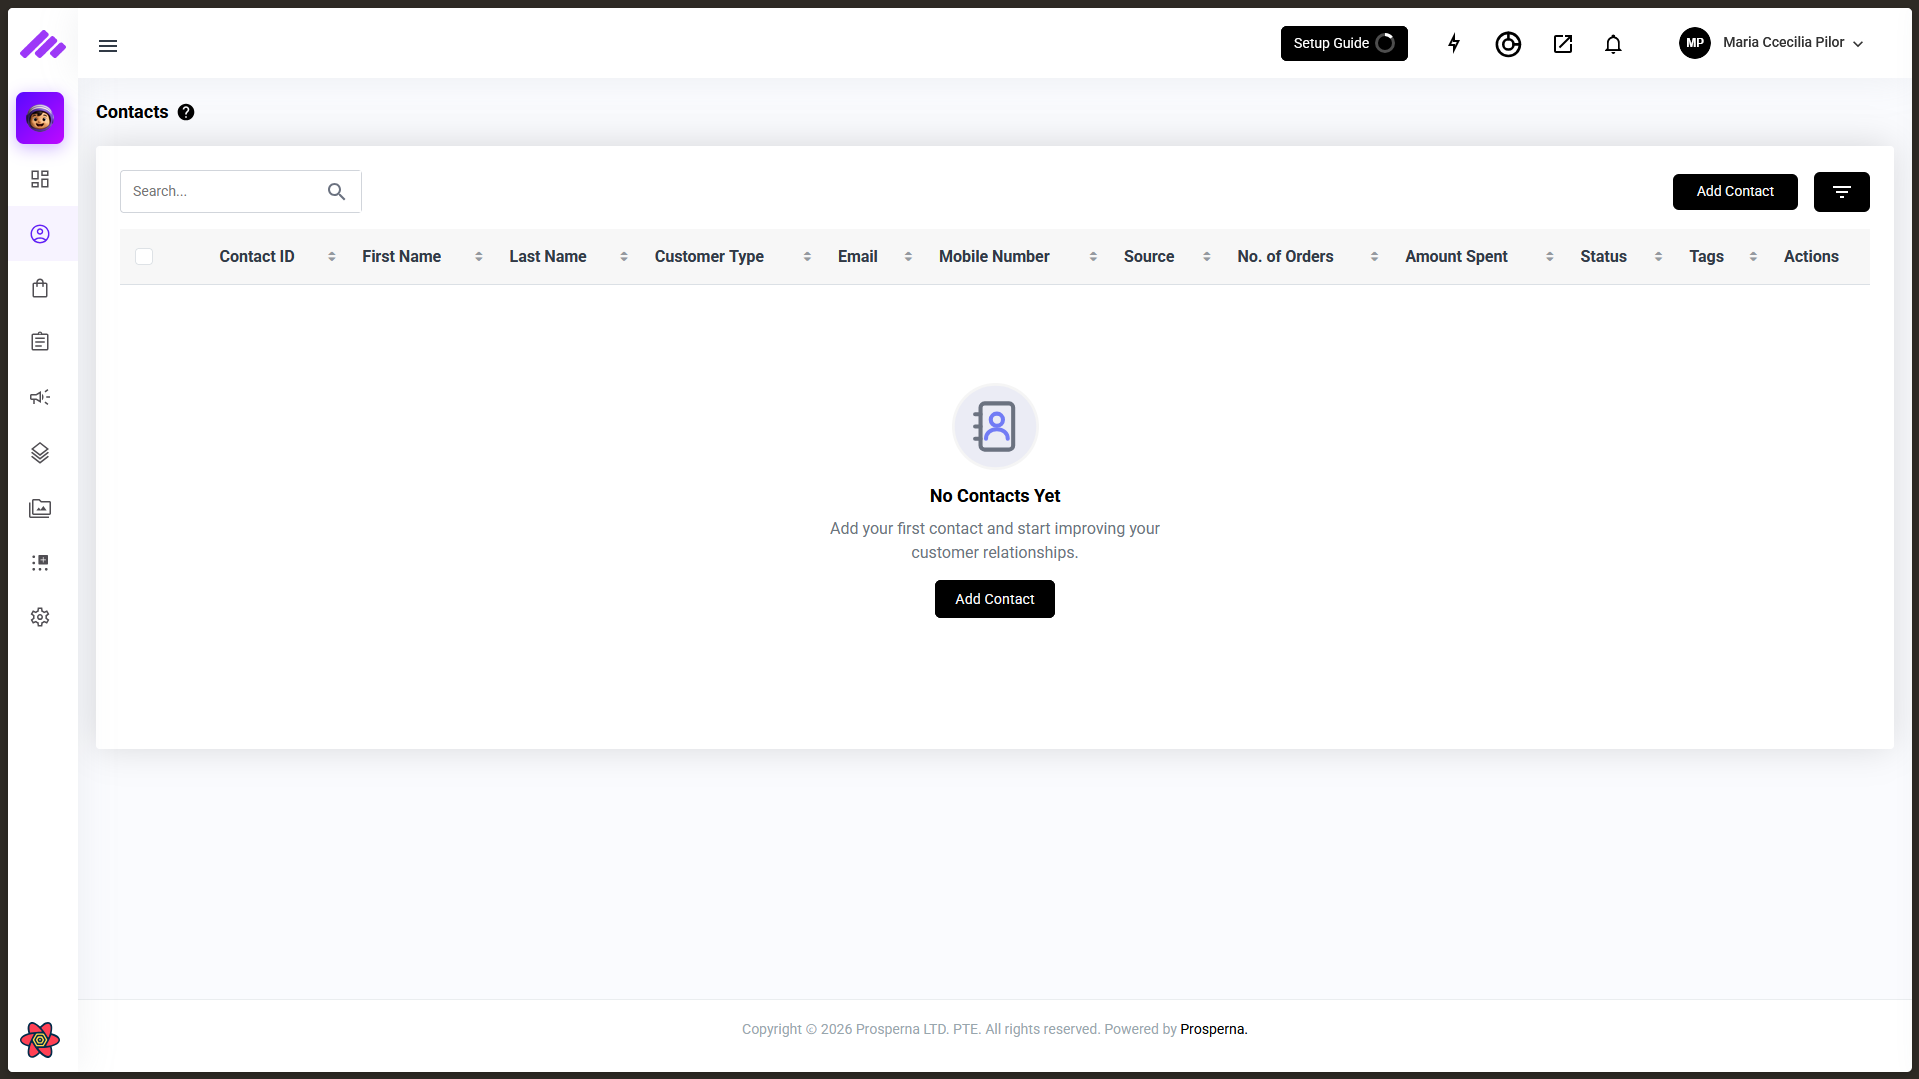 Setup Guide
MP
Maria Ccecilia Pilor
Contacts
Search...
Add Contact
Contact ID First Name Last Name Customer Type Email Mobile Number Source No. of Orders Amount Spent Status Tags Actions
No Contacts Yet
Add your first contact and start improving your
customer relationships.
Add Contact
Copyright © 2026 Prosperna LTD. PTE. All rights reserved. Powered by Prosperna.